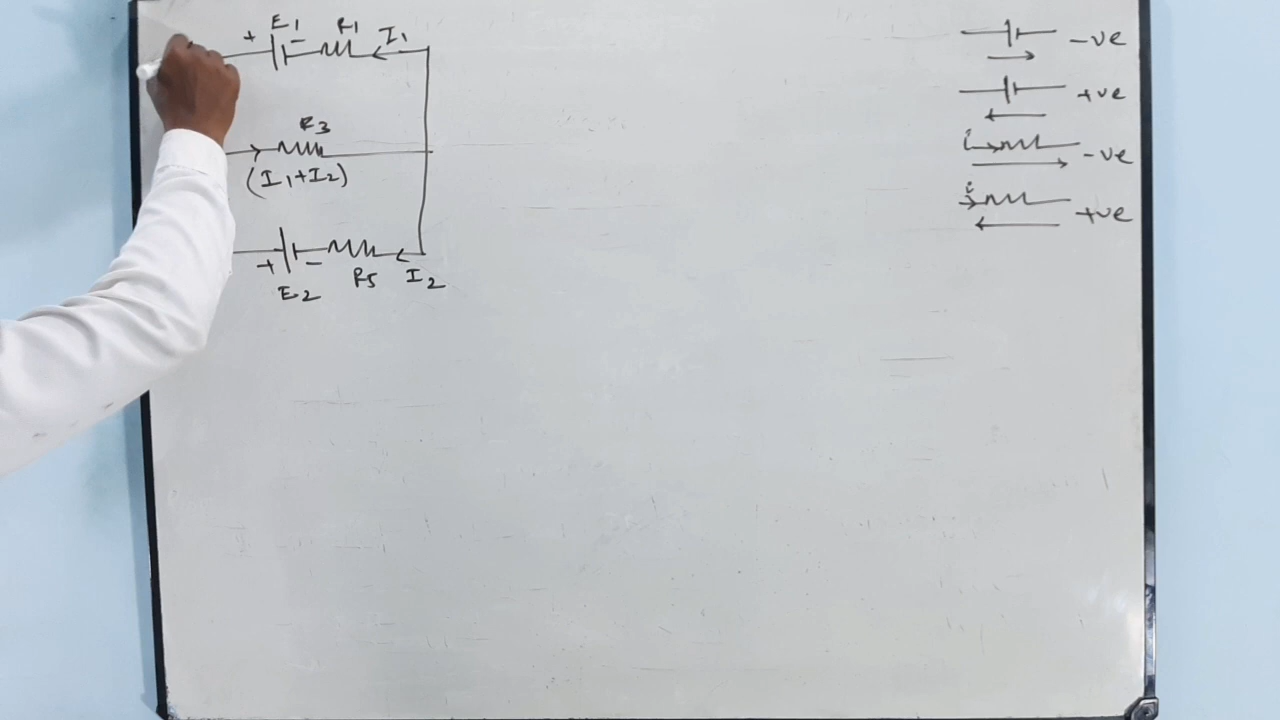 + E1 - R1 I1
R3
(I1+I2)
+ - 
E2 R5 I2
-ve
+ve
i -ve
i +ve